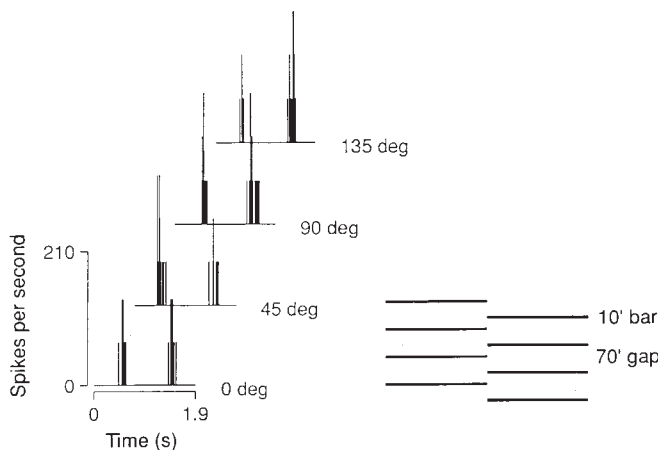 135 deg
90 deg
45 deg
0 deg
Spikes per second
210
0
0
1.9
Time (s)
10' bar
70' gap